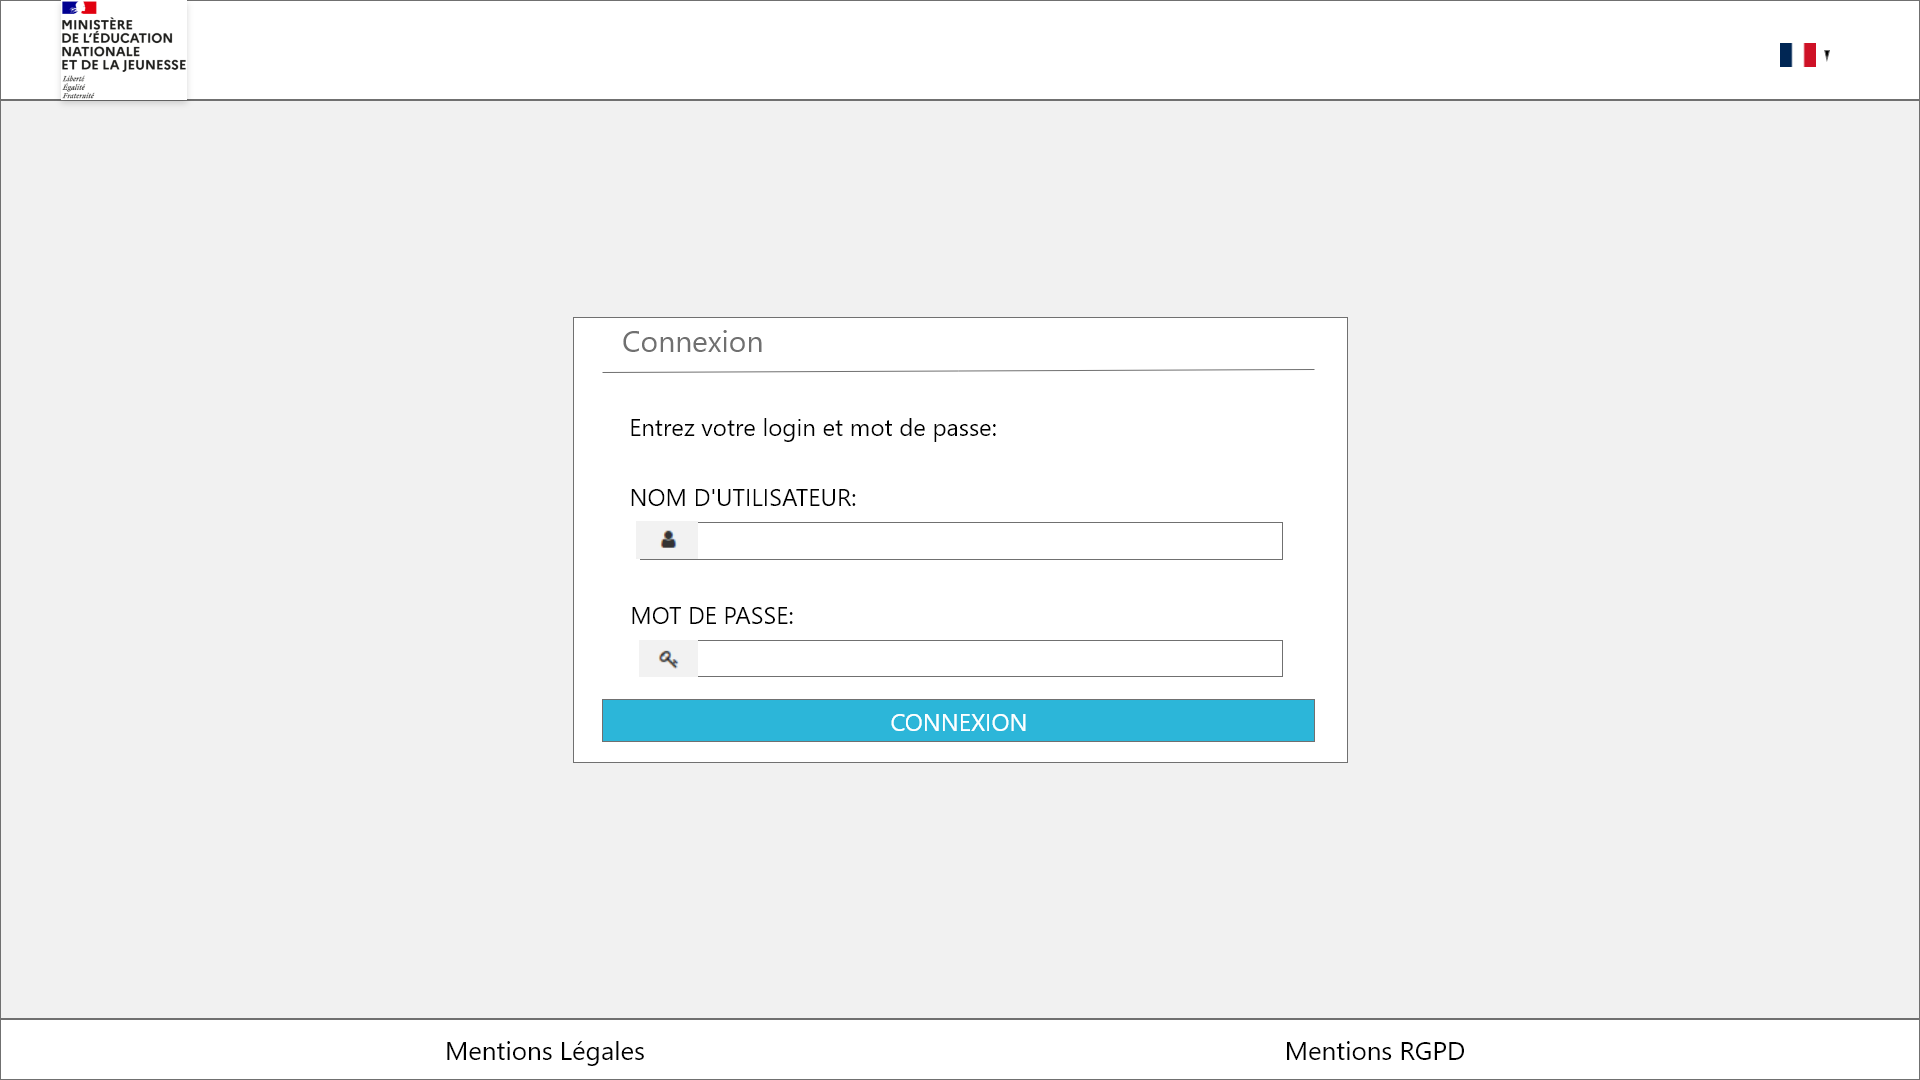 MINISTÈRE
DE L'ÉDUCATION
NATIONALE
ET DE LA JEUNESSE
Liberté
Égalité
Fraternité
Connexion
Entrez votre login et mot de passe:
NOM D'UTILISATEUR:
MOT DE PASSE:
CONNEXION
Mentions Légales
Mentions RGPD